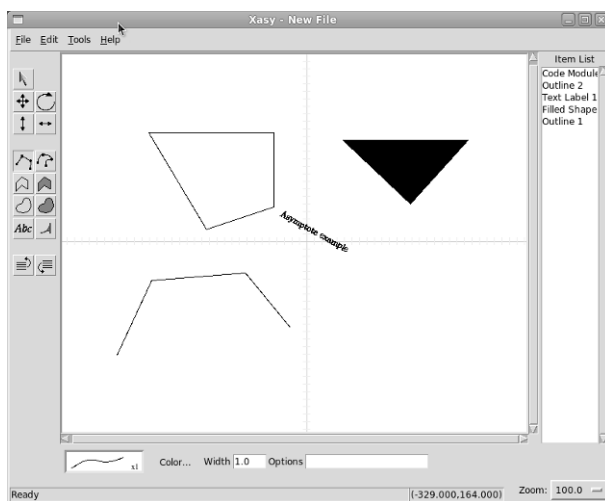 Xasy - New File
File Edit Tools Help
Item List
Code Module
Outline 2
Text Label 1
Filled Shape
Outline 1
Asymptote example
Abc
x1
Color... Width 1.0 Options
Ready
(-329.000,164.000)
Zoom: 100.0